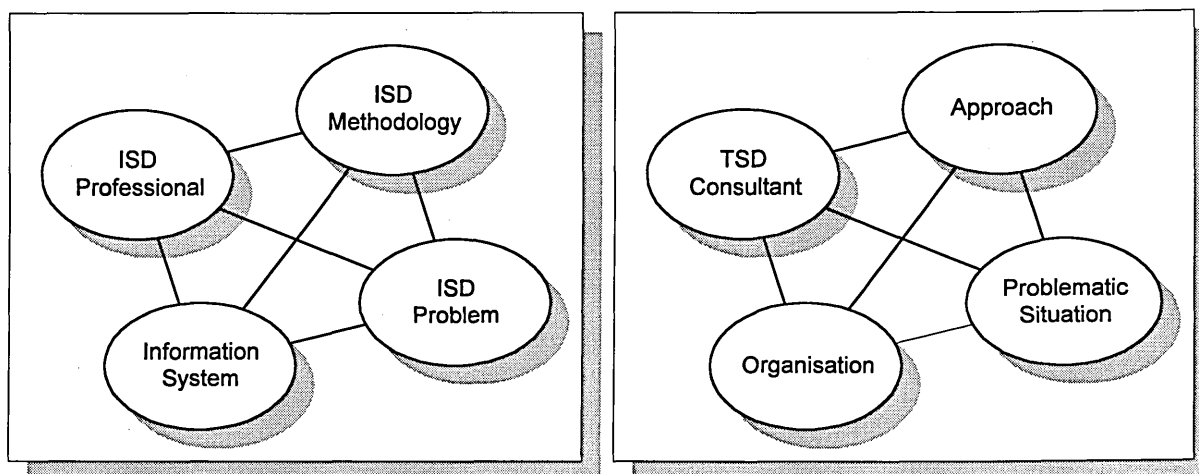 ISD
Methodology
ISD
Professional
ISD
Problem
Information
System
Approach
TSD
Consultant
Problematic
Situation
Organisation